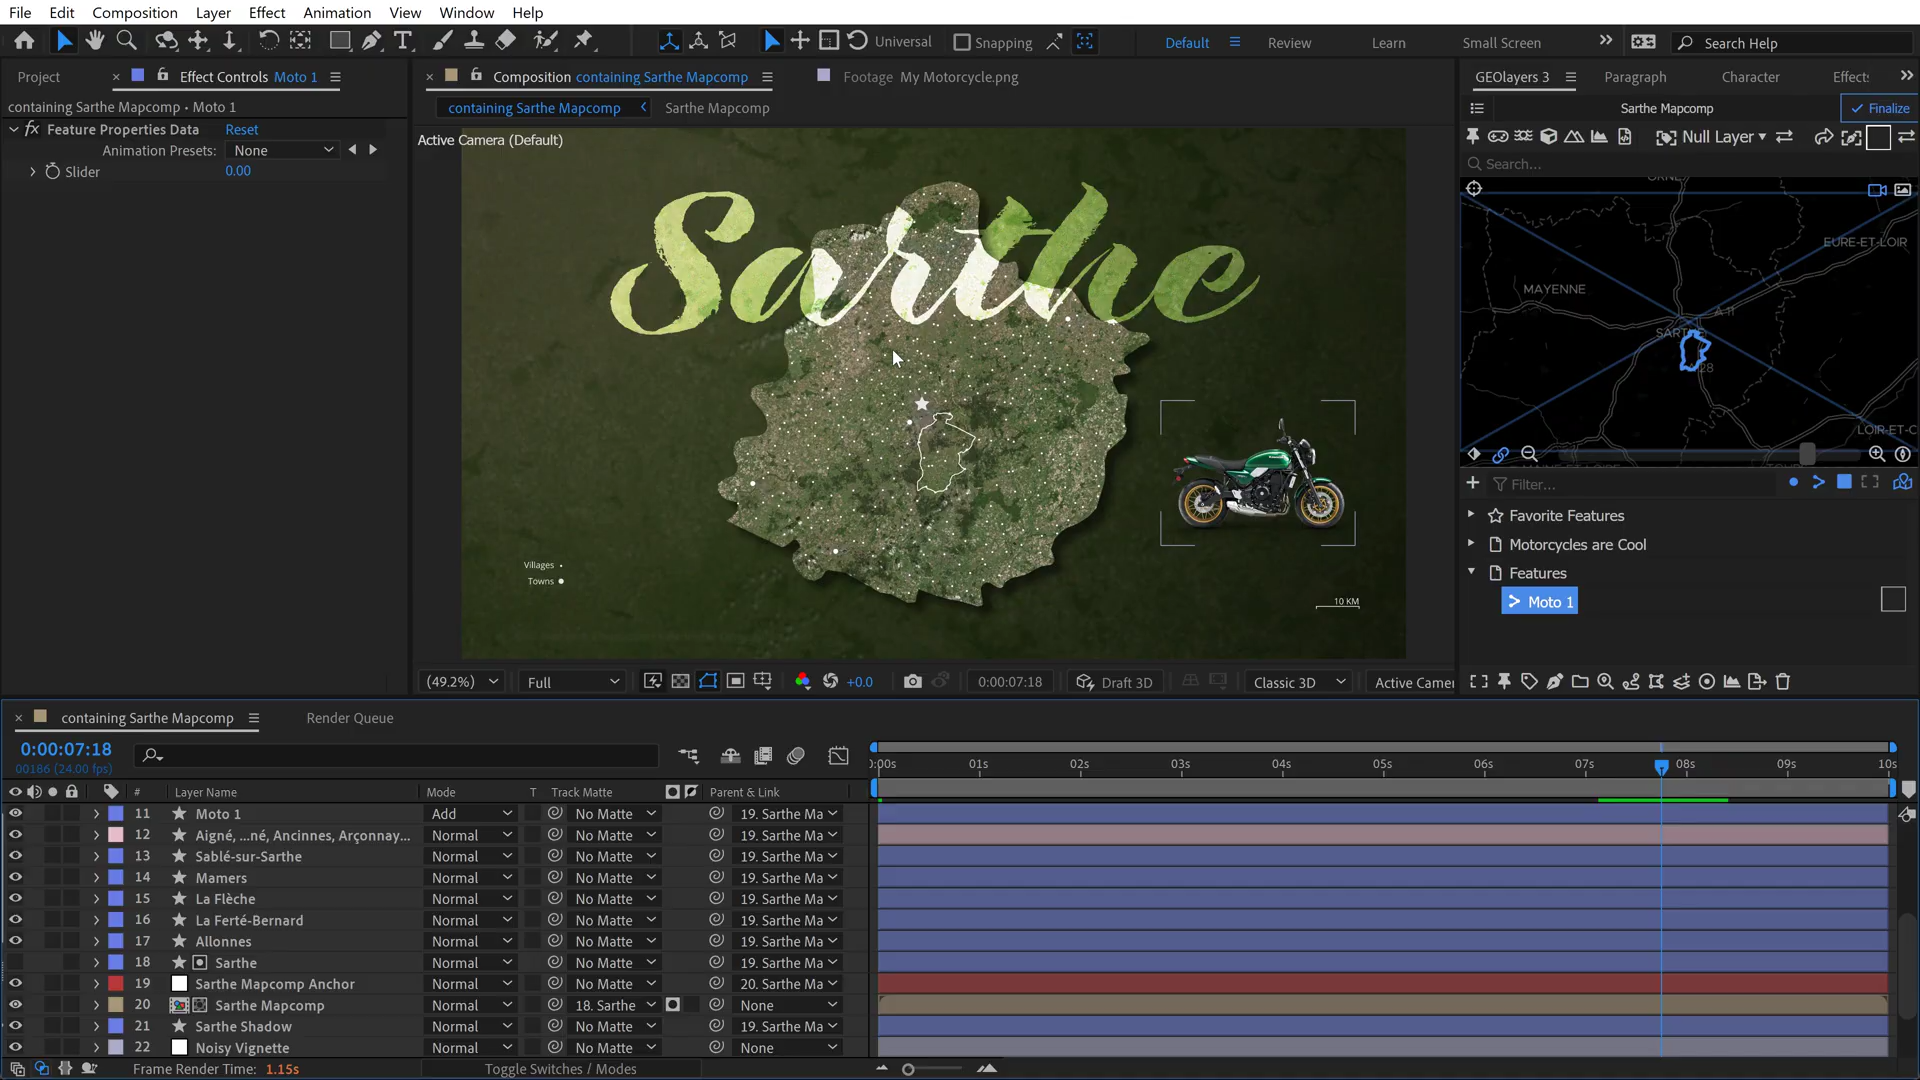 File Edit Composition Layer Effect Animation View Window Help
Universal Snapping Default Review Learn Small Screen Search Help
Project Effect Controls Moto 1
Composition containing Sarthe Mapcomp Footage My Motorcycle.png
GEOlayers 3 Paragraph Character Effects
containing Sarthe Mapcomp • Moto 1
containing Sarthe Mapcomp Sarthe Mapcomp
Sarthe Mapcomp Finalize
Feature Properties Data Reset
Animation Presets: None
Slider 0.00
Active Camera (Default)
Null Layer
Search...
Sarthe
Villages
Towns
10 KM
EURE-ET-LOIR
MAYENNE
A 11
SARTHE
A 28
LOIR-ET-C
Filter...
Favorite Features
Motorcycles are Cool
Features
Moto 1
(49.2%) Full +0.0 0:00:07:18 Draft 3D Classic 3D Active Camer
containing Sarthe Mapcomp Render Queue
0:00:07:18
00186 (24.00 fps)
0:00s 01s 02s 03s 04s 05s 06s 07s 08s 09s 10s
# Layer Name Mode T Track Matte Parent & Link
11 Moto 1 Add No Matte 19. Sarthe Ma
12 Aigné, ...né, Ancinnes, Arçonnay... Normal No Matte 19. Sarthe Ma
13 Sablé-sur-Sarthe Normal No Matte 19. Sarthe Ma
14 Mamers Normal No Matte 19. Sarthe Ma
15 La Flèche Normal No Matte 19. Sarthe Ma
16 La Ferté-Bernard Normal No Matte 19. Sarthe Ma
17 Allonnes Normal No Matte 19. Sarthe Ma
18 Sarthe Normal No Matte 19. Sarthe Ma
19 Sarthe Mapcomp Anchor Normal No Matte 20. Sarthe Ma
20 Sarthe Mapcomp Normal 18. Sarthe None
21 Sarthe Shadow Normal No Matte 19. Sarthe Ma
22 Noisy Vignette Normal No Matte None
Frame Render Time: 1.15s Toggle Switches / Modes